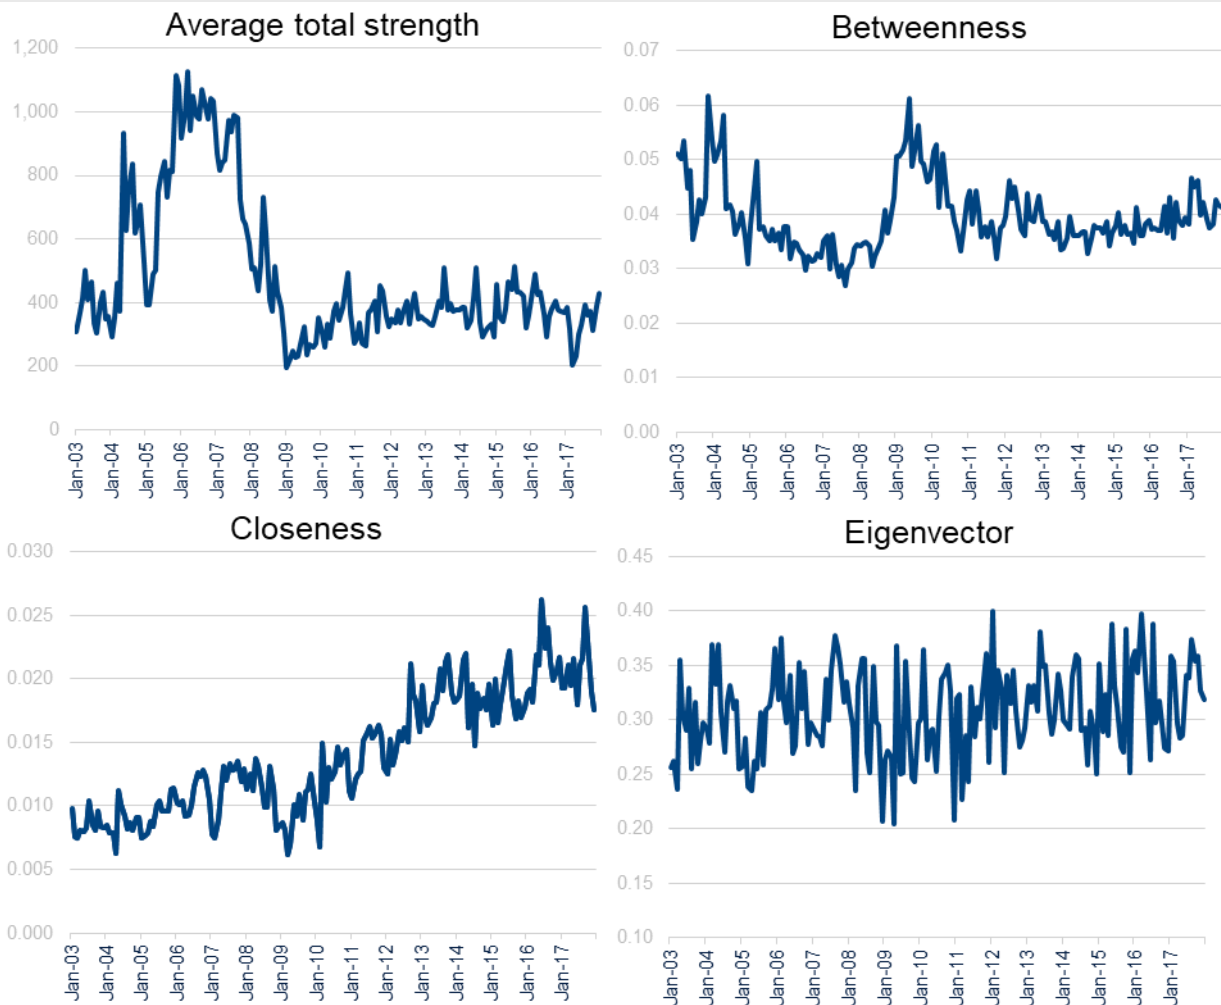 Average total strength
1,200
1,000
800
600
400
200
0
Jan-03
Jan-04
Jan-05
Jan-06
Jan-07
Jan-08
Jan-09
Jan-10
Jan-11
Jan-12
Jan-13
Jan-14
Jan-15
Jan-16
Jan-17
Betweenness
0.07
0.06
0.05
0.04
0.03
0.02
0.01
0.00
Jan-03
Jan-04
Jan-05
Jan-06
Jan-07
Jan-08
Jan-09
Jan-10
Jan-11
Jan-12
Jan-13
Jan-14
Jan-15
Jan-16
Jan-17
Closeness
0.030
0.025
0.020
0.015
0.010
0.005
0.000
Jan-03
Jan-04
Jan-05
Jan-06
Jan-07
Jan-08
Jan-09
Jan-10
Jan-11
Jan-12
Jan-13
Jan-14
Jan-15
Jan-16
Jan-17
Eigenvector
0.45
0.40
0.35
0.30
0.25
0.20
0.15
0.10
Jan-03
Jan-04
Jan-05
Jan-06
Jan-07
Jan-08
Jan-09
Jan-10
Jan-11
Jan-12
Jan-13
Jan-14
Jan-15
Jan-16
Jan-17